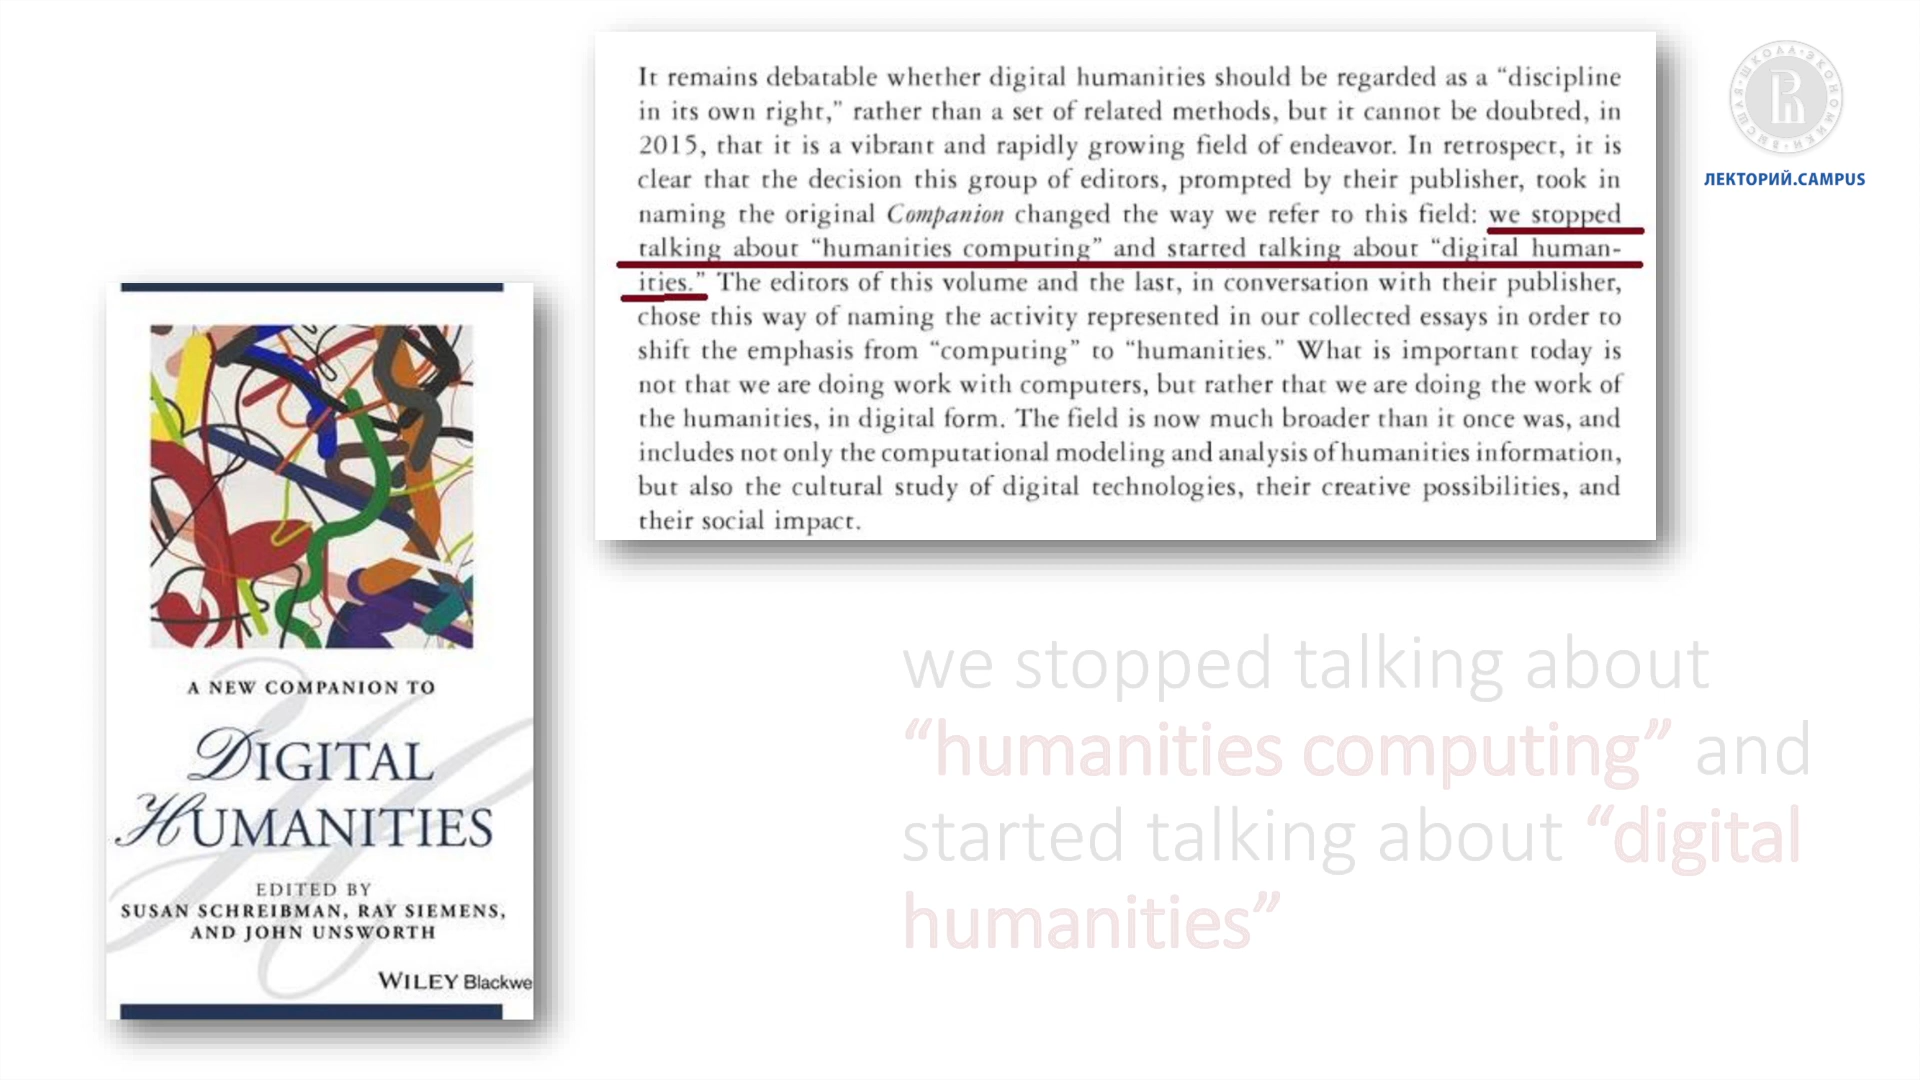 It remains debatable whether digital humanities should be regarded as a “discipline
in its own right,” rather than a set of related methods, but it cannot be doubted, in
2015, that it is a vibrant and rapidly growing field of endeavor. In retrospect, it is
clear that the decision this group of editors, prompted by their publisher, took in
naming the original Companion changed the way we refer to this field: we stopped
talking about “humanities computing” and started talking about “digital human-
ities.” The editors of this volume and the last, in conversation with their publisher,
chose this way of naming the activity represented in our collected essays in order to
shift the emphasis from “computing” to “humanities.” What is important today is
not that we are doing work with computers, but rather that we are doing the work of
the humanities, in digital form. The field is now much broader than it once was, and
includes not only the computational modeling and analysis of humanities information,
but also the cultural study of digital technologies, their creative possibilities, and
their social impact.
ВЫСШАЯ ШКОЛА ЭКОНОМИКИ
ЛЕКТОРИЙ.CAMPUS
A NEW COMPANION TO
DIGITAL
HUMANITIES
EDITED BY
SUSAN SCHREIBMAN, RAY SIEMENS,
AND JOHN UNSWORTH
WILEY Blackwe
we stopped talking about
“humanities computing” and
started talking about “digital
humanities”